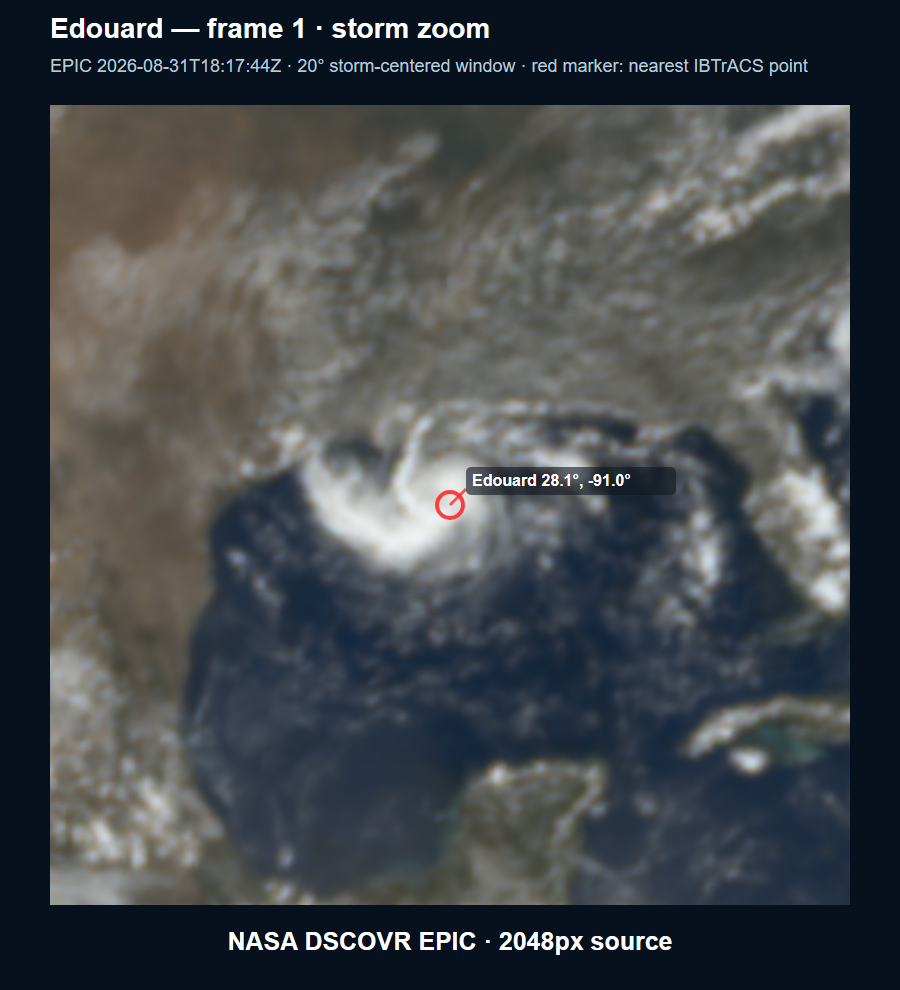 Edouard — frame 1 · storm zoom
EPIC 2026-08-31T18:17:44Z · 20° storm-centered window · red marker: nearest IBTrACS point
Edouard 28.1°, -91.0°
NASA DSCOVR EPIC · 2048px source